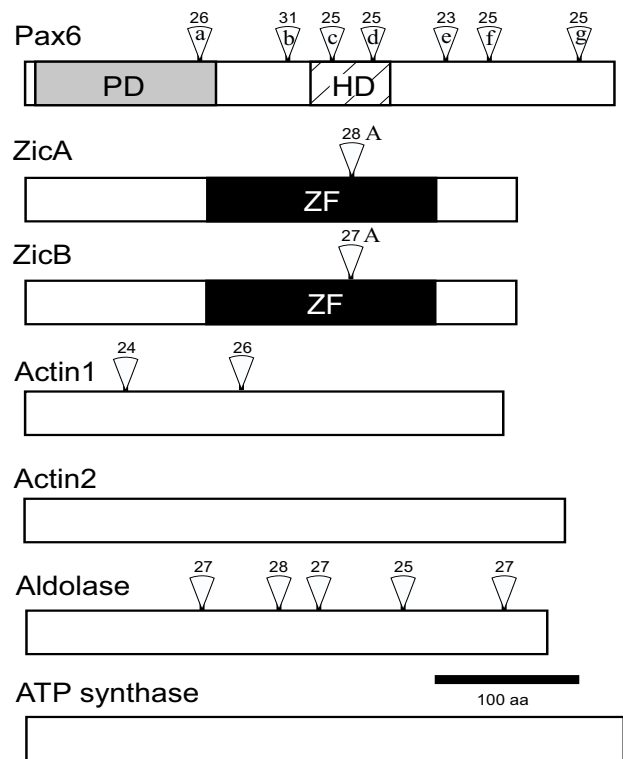 26 31 25 25 23 25 25
Pax6 a b c d e f g
PD HD
ZicA 28 A
ZF
ZicB 27 A
ZF
24 26
Actin1
Actin2
27 28 27 25 27
Aldolase
ATP synthase
100 aa